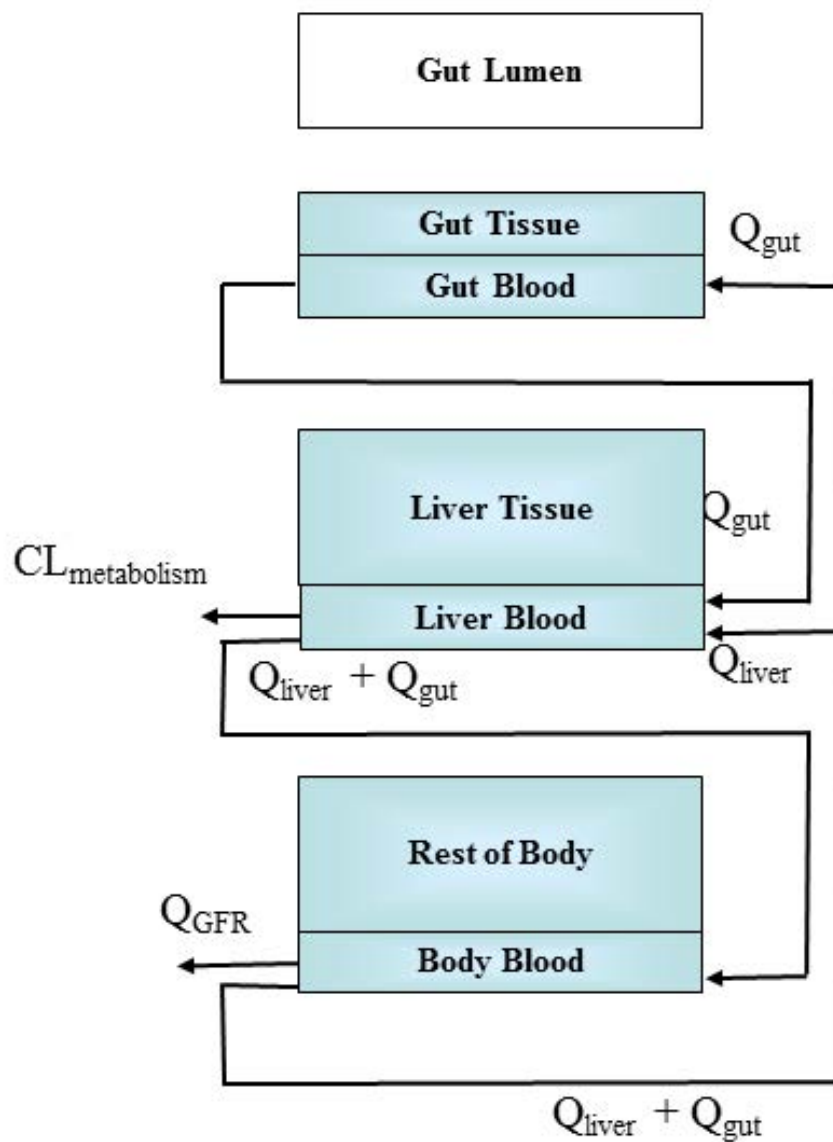 Gut Lumen
Gut Tissue
Q_gut
Gut Blood
Liver Tissue
Q_gut
CL_metabolism
Liver Blood
Q_liver + Q_gut
Q_liver
Rest of Body
Q_GFR
Body Blood
Q_liver + Q_gut